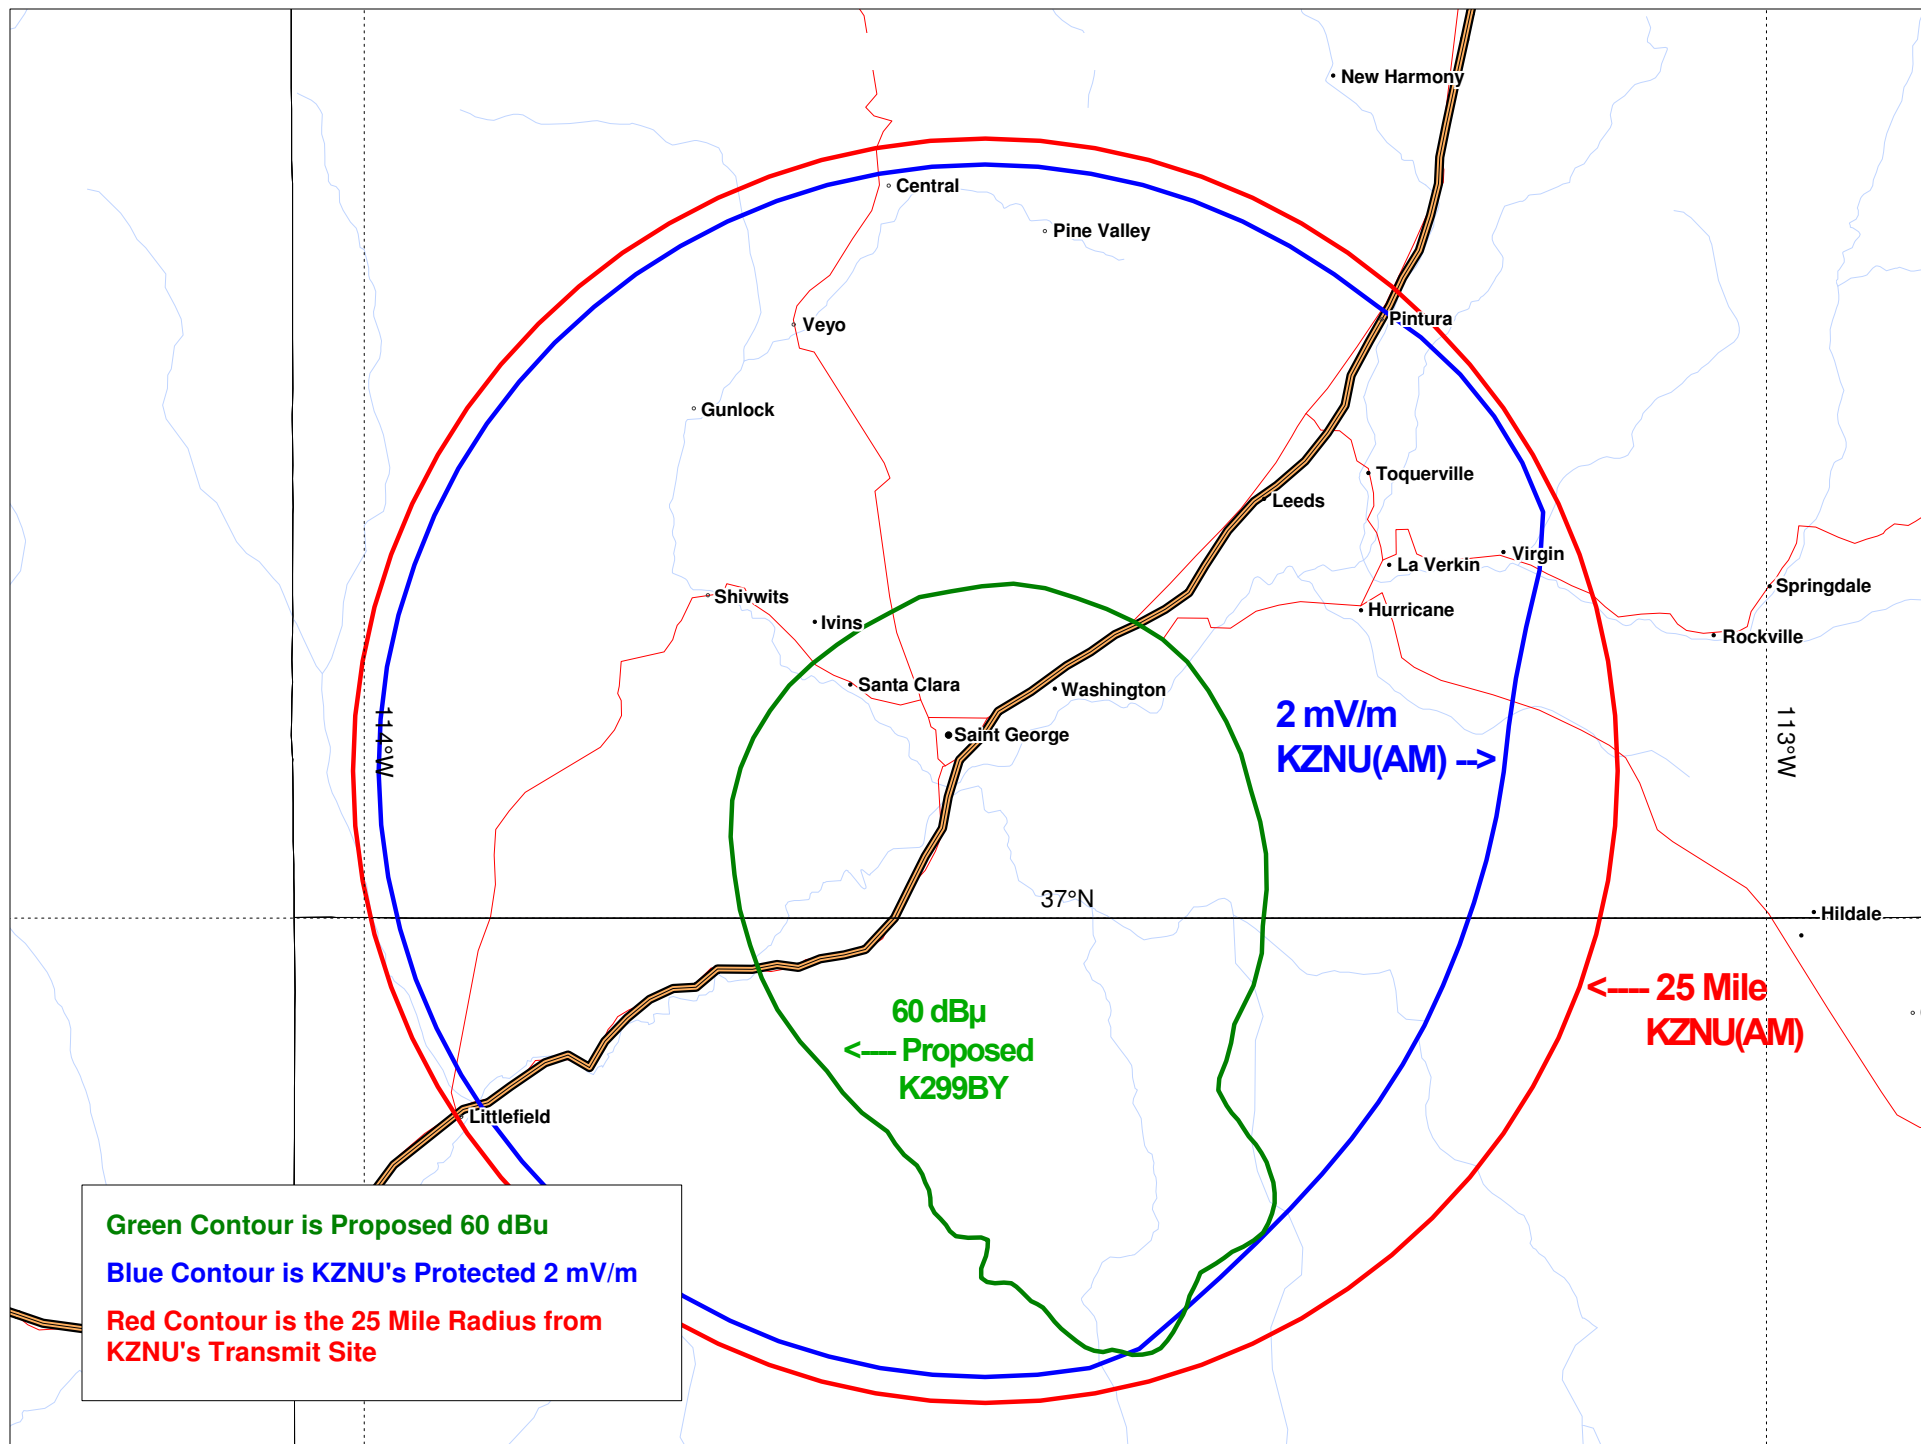 New Harmony
Central
Pine Valley
Pintura
Veyo
Gunlock
Toquerville
Leeds
Virgin
La Verkin
Springdale
Shivwits
Hurricane
Ivins
Rockville
Santa Clara
Washington
2 mV/m
KZNU(AM) -->
114°W
113°W
Saint George
37°N
Hildale
<---- 25 Mile
KZNU(AM)
60 dBµ
<---- Proposed
K299BY
Littlefield
Green Contour is Proposed 60 dBu
Blue Contour is KZNU's Protected 2 mV/m
Red Contour is the 25 Mile Radius from
KZNU's Transmit Site